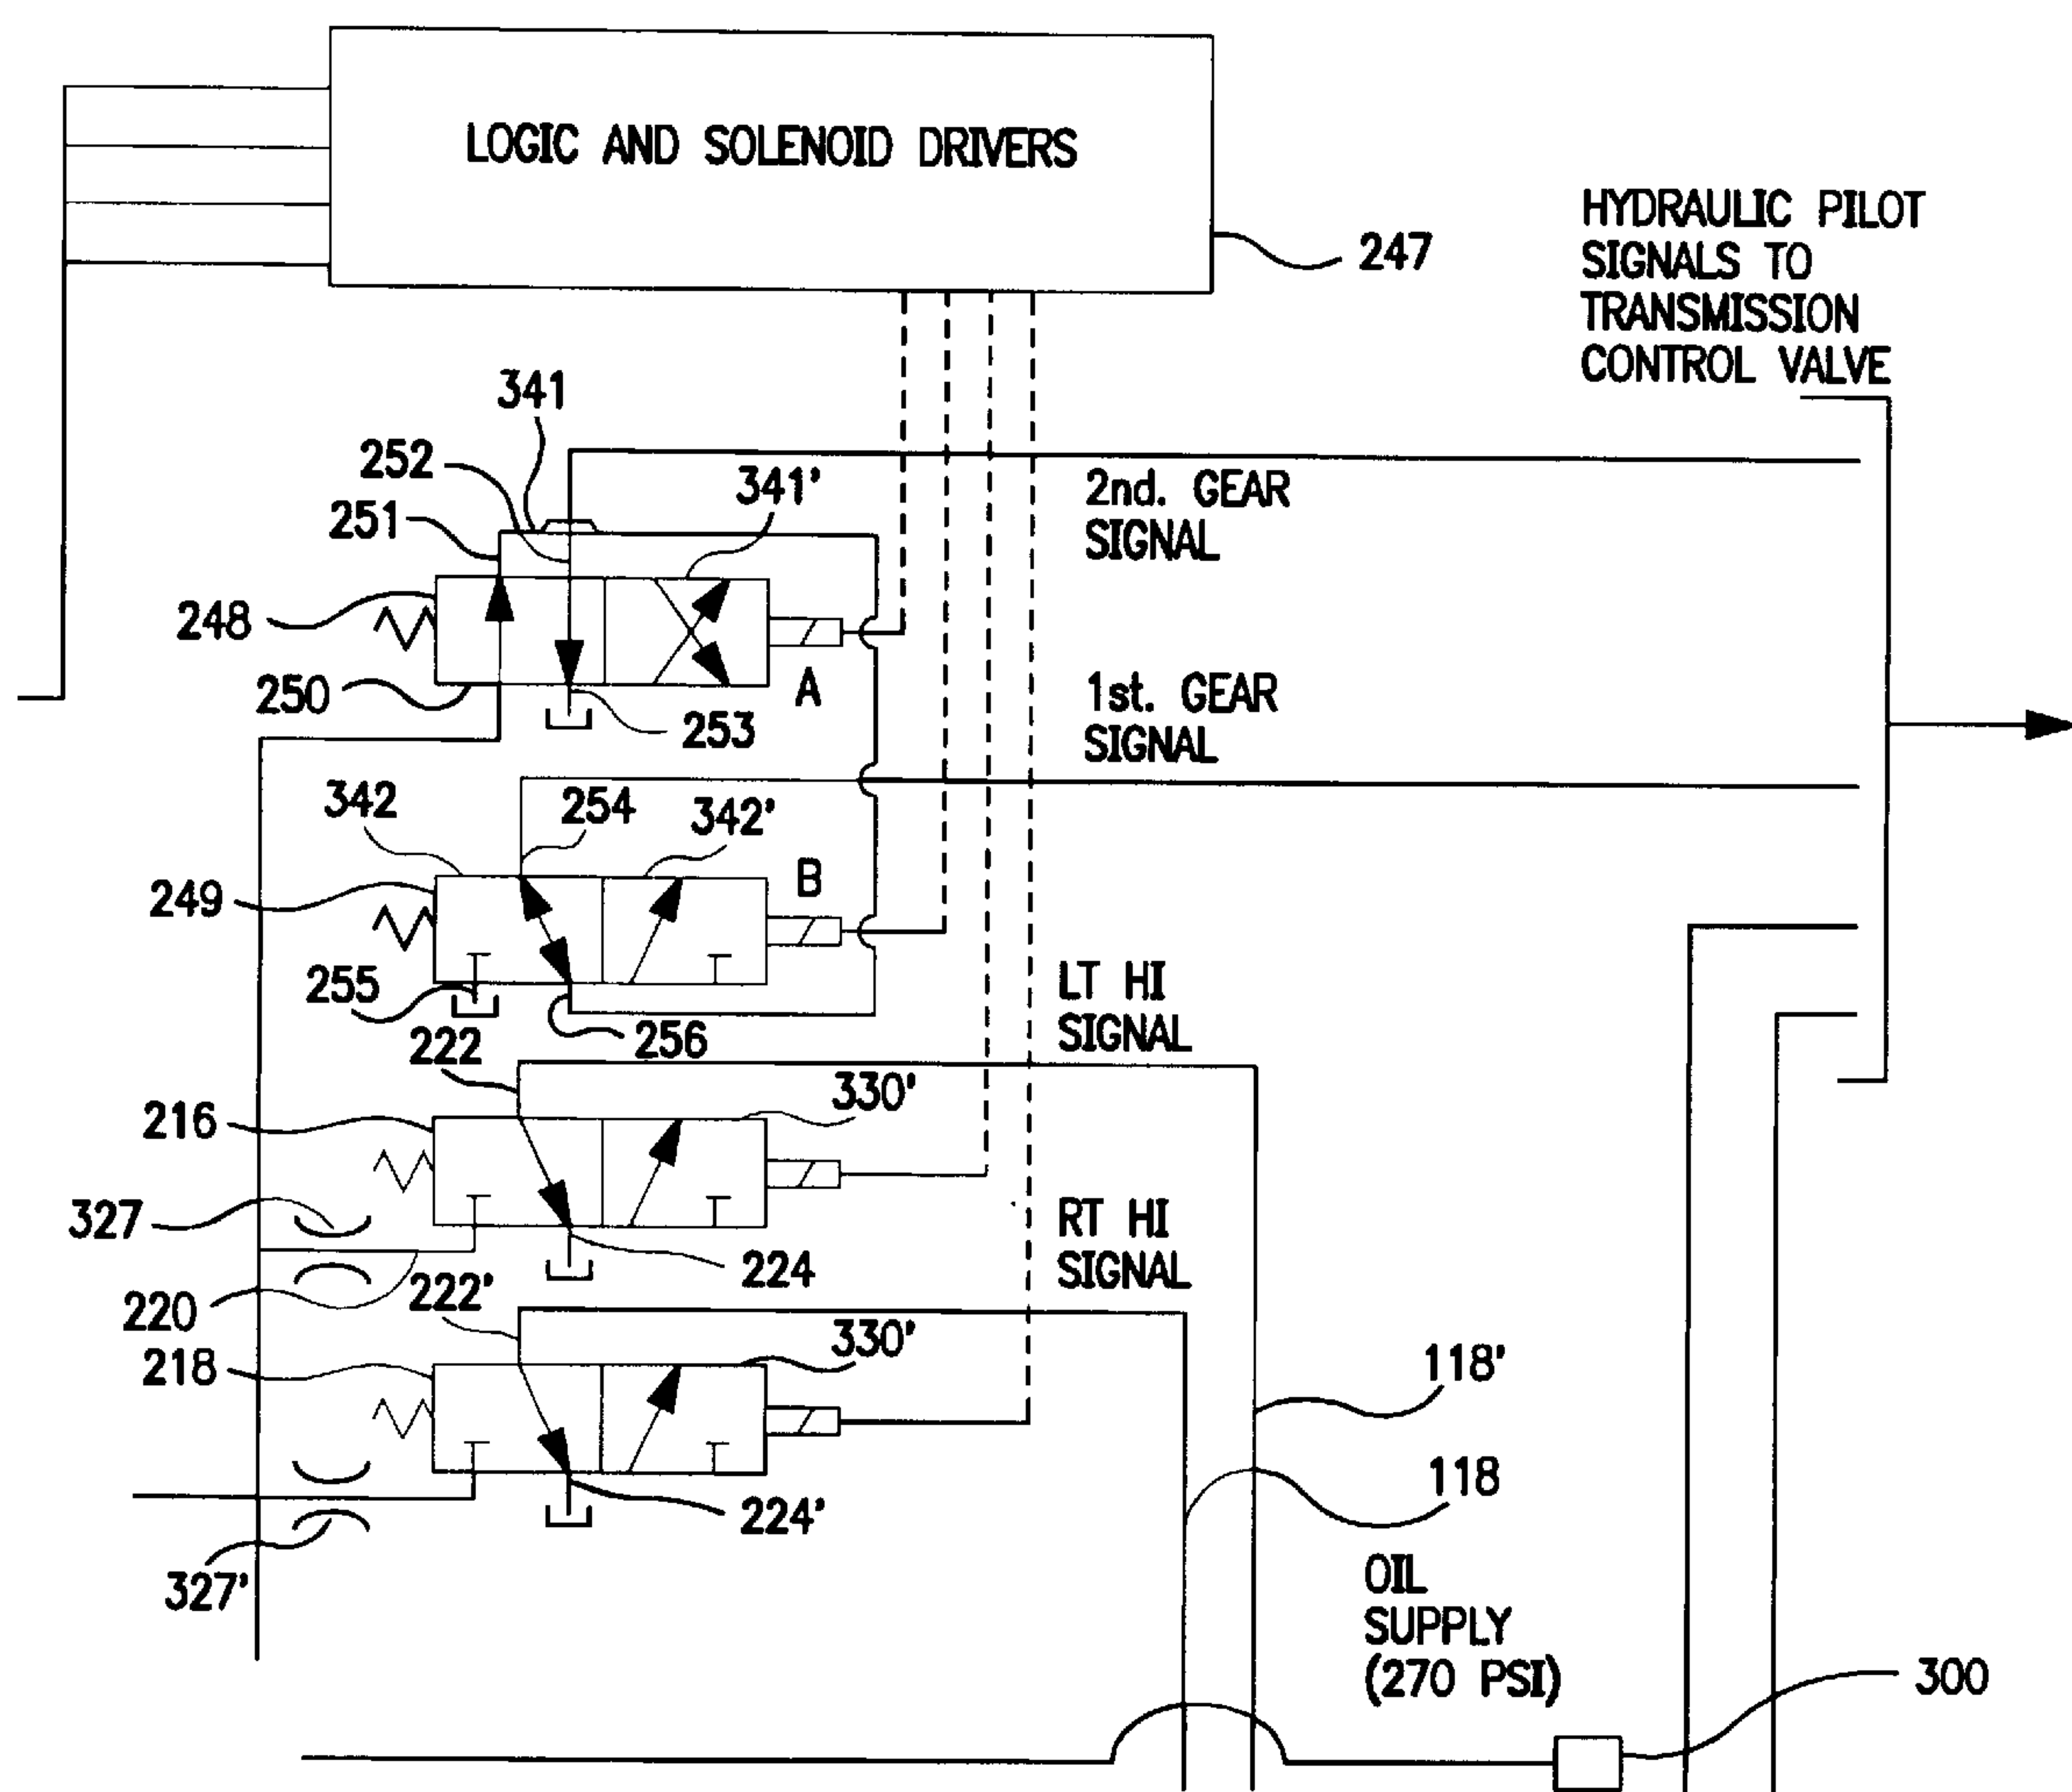 LOGIC AND SOLENOID DRIVERS
247
HYDRAULIC PILOT
SIGNALS TO
TRANSMISSION
CONTROL VALVE
341
252
341'
251
2nd. GEAR
SIGNAL
248
250
A
253
1st. GEAR
SIGNAL
342
254
342'
B
249
255
222
256
LT HI
SIGNAL
216
330'
327
224
RT HI
SIGNAL
220
222'
218
330'
118'
118
224'
327'
OIL
SUPPLY
(270 PSI)
300